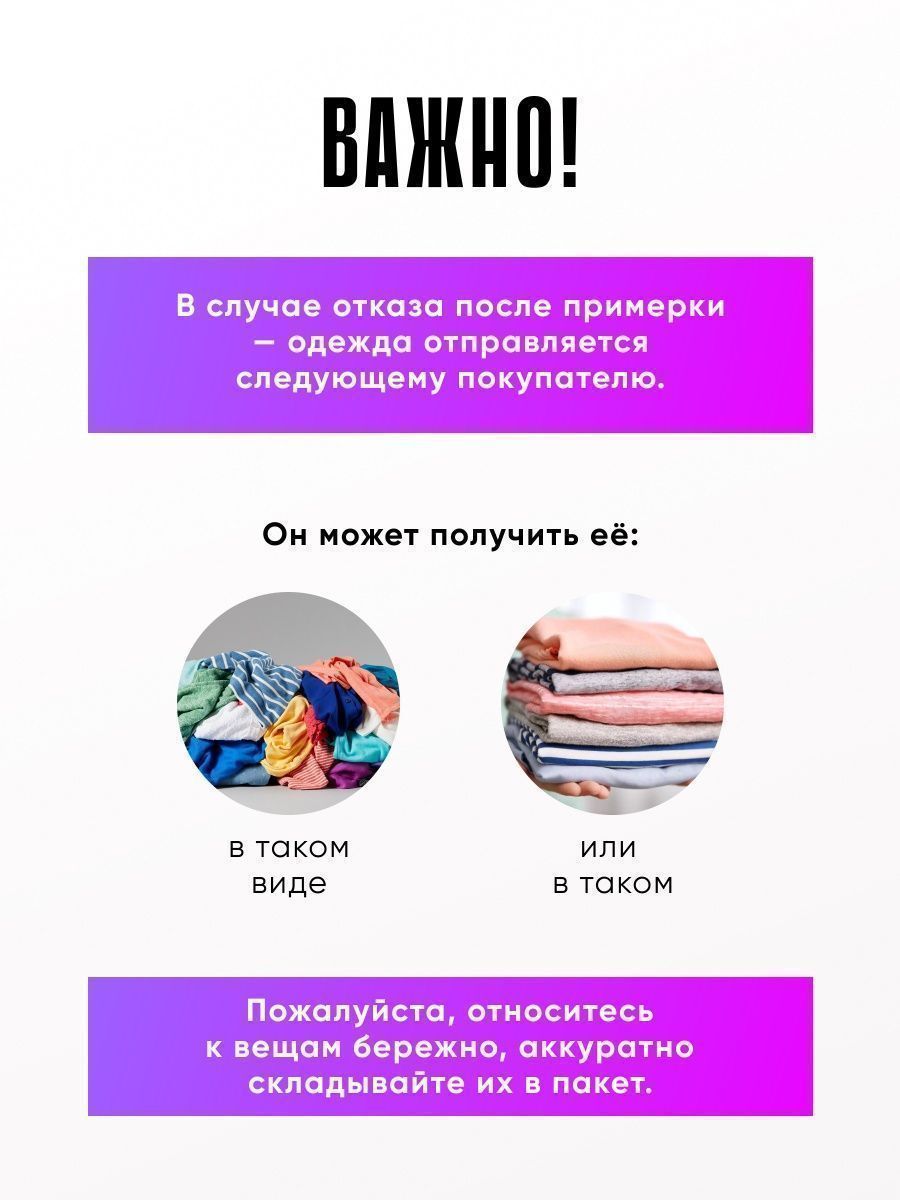 ВАЖНО!
В случае отказа после примерки
— одежда отправляется
следующему покупателю.
Он может получить её:
в таком
виде
или
в таком
Пожалуйста, относитесь
к вещам бережно, аккуратно
складывайте их в пакет.